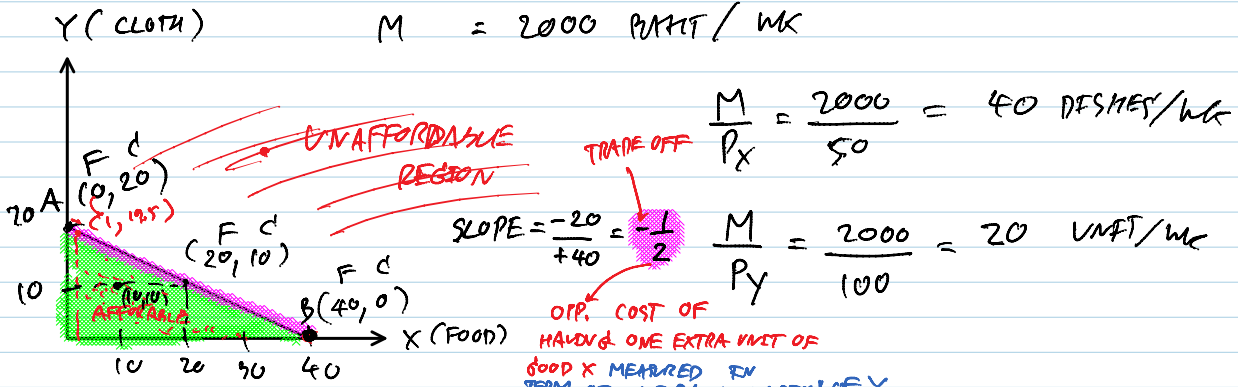 Y (CLOTH)
M = 2000 BAHT / WK
M/PX = 2000/50 = 40 DISHES/WK
UNAFFORDABLE
REGION
TRADE OFF
F C
(0, 20)
20 A
(1, 19.5)
F C
(20, 10)
SLOPE = -20/+40 = -1/2
M/PY = 2000/100 = 20 UNIT/WK
F C
B(40, 0)
10
(10,10)
AFFORABLE
X (FOOD)
10 20 30 40
OPP. COST OF
HAVING ONE EXTRA UNIT OF
GOOD X MEARRED IN